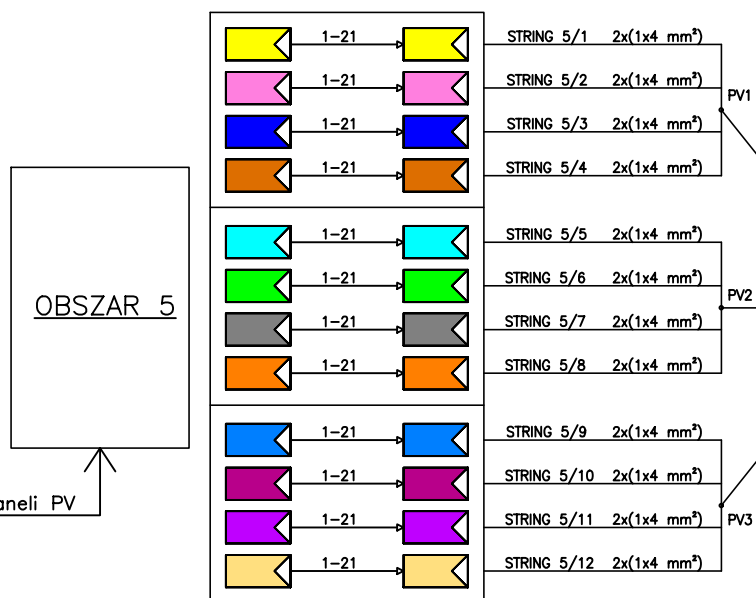 1-21 STRING 5/1 2x(1x4 mm²)
1-21 STRING 5/2 2x(1x4 mm²)
PV1
1-21 STRING 5/3 2x(1x4 mm²)
1-21 STRING 5/4 2x(1x4 mm²)
1-21 STRING 5/5 2x(1x4 mm²)
1-21 STRING 5/6 2x(1x4 mm²)
PV2
OBSZAR 5
1-21 STRING 5/7 2x(1x4 mm²)
1-21 STRING 5/8 2x(1x4 mm²)
1-21 STRING 5/9 2x(1x4 mm²)
1-21 STRING 5/10 2x(1x4 mm²)
aneli PV
1-21 STRING 5/11 2x(1x4 mm²)
PV3
1-21 STRING 5/12 2x(1x4 mm²)